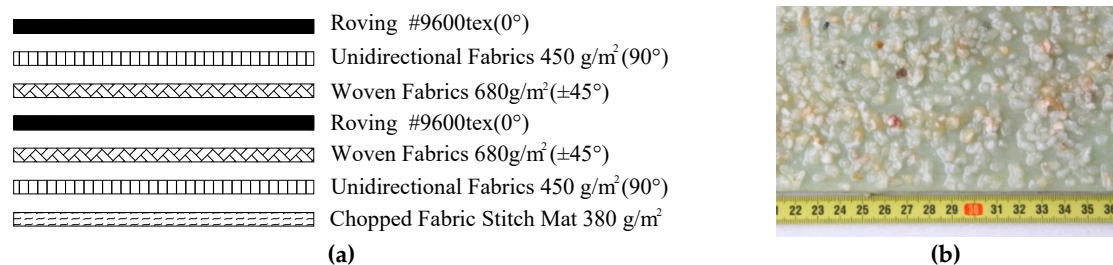 Roving #9600tex(0°)
Unidirectional Fabrics 450 g/m²(90°)
Woven Fabrics 680g/m²(±45°)
Roving #9600tex(0°)
Woven Fabrics 680g/m²(±45°)
Unidirectional Fabrics 450 g/m²(90°)
Chopped Fabric Stitch Mat 380 g/m²
(a)
22 23 24 25 26 27 28 29 30 31 32 33 34 35 36
(b)